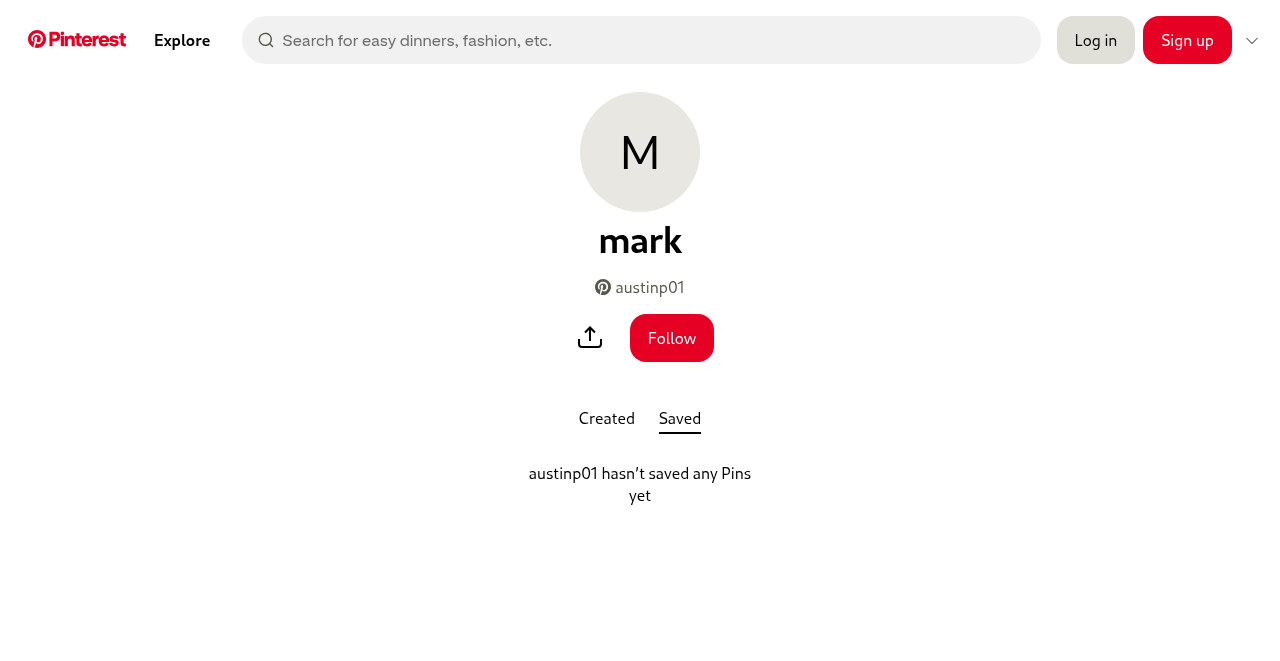 Pinterest
Explore
Search for easy dinners, fashion, etc.
Log in
Sign up
M
mark
austinp01
Follow
Created
Saved
austinp01 hasn't saved any Pins
yet